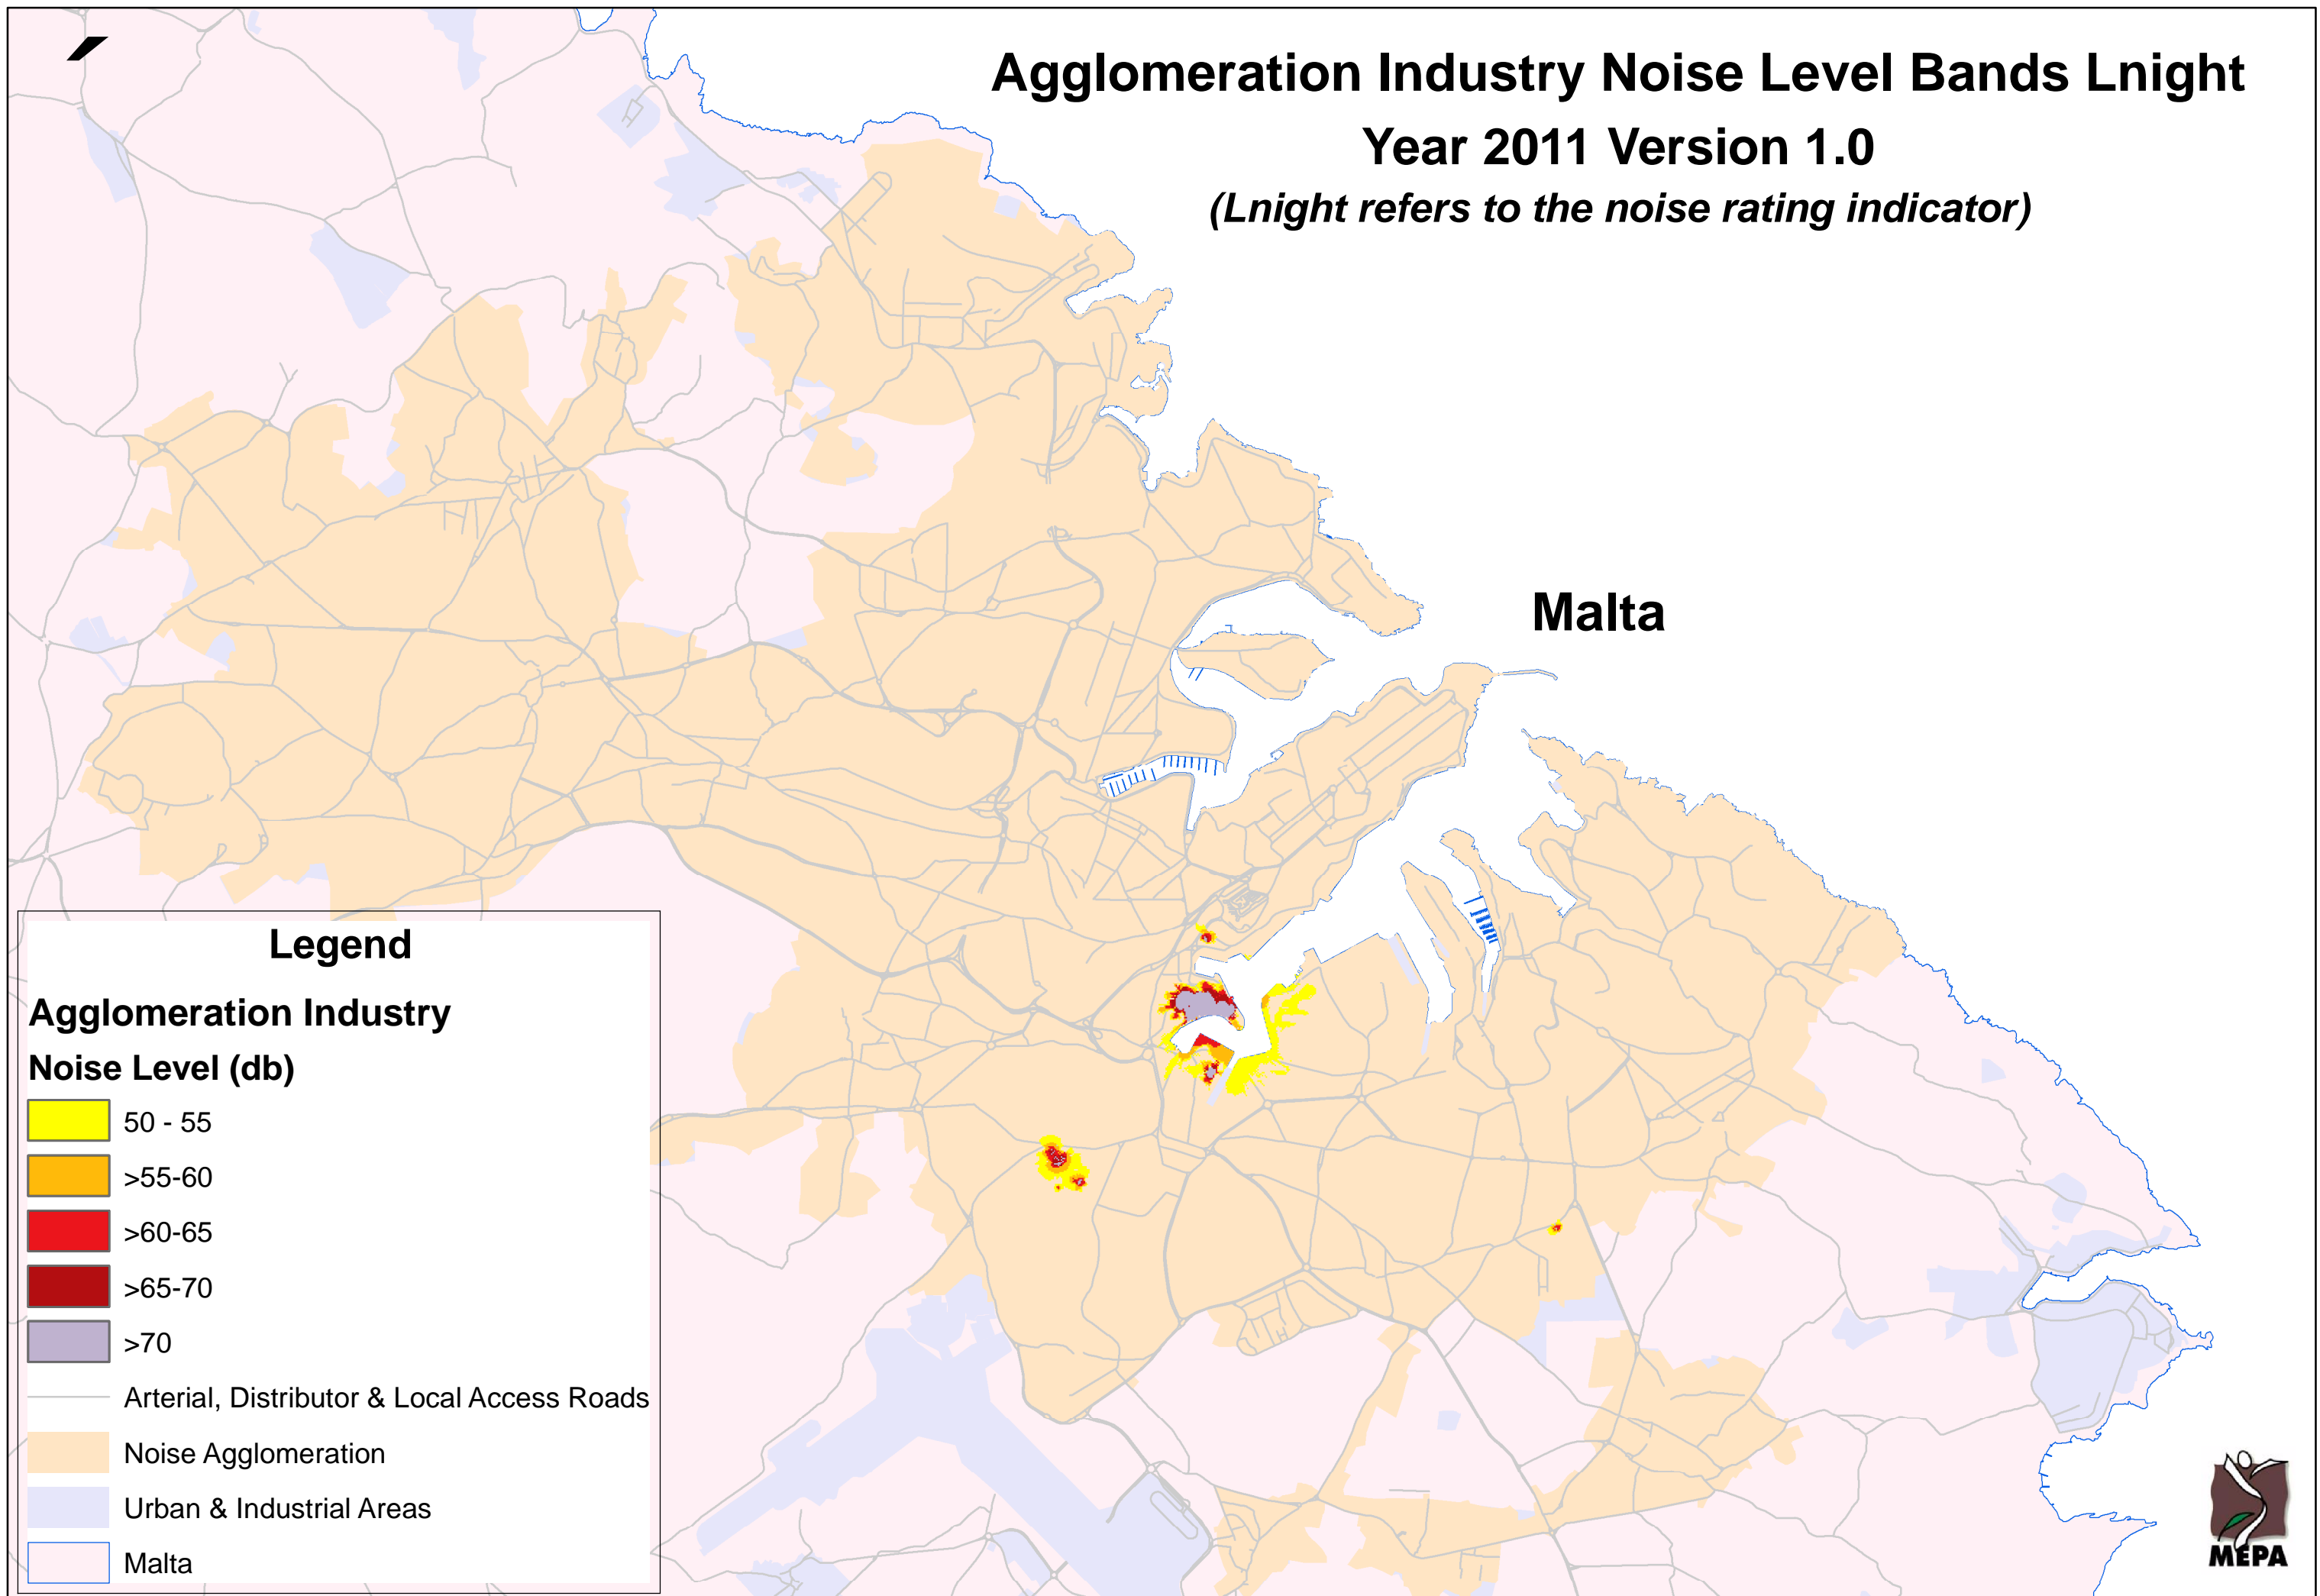 Agglomeration Industry Noise Level Bands Lnight
Year 2011 Version 1.0
(Lnight refers to the noise rating indicator)
Malta
Legend
Agglomeration Industry
Noise Level (db)
50 - 55
>55-60
>60-65
>65-70
>70
Arterial, Distributor & Local Access Roads
Noise Agglomeration
Urban & Industrial Areas
Malta
MEPA